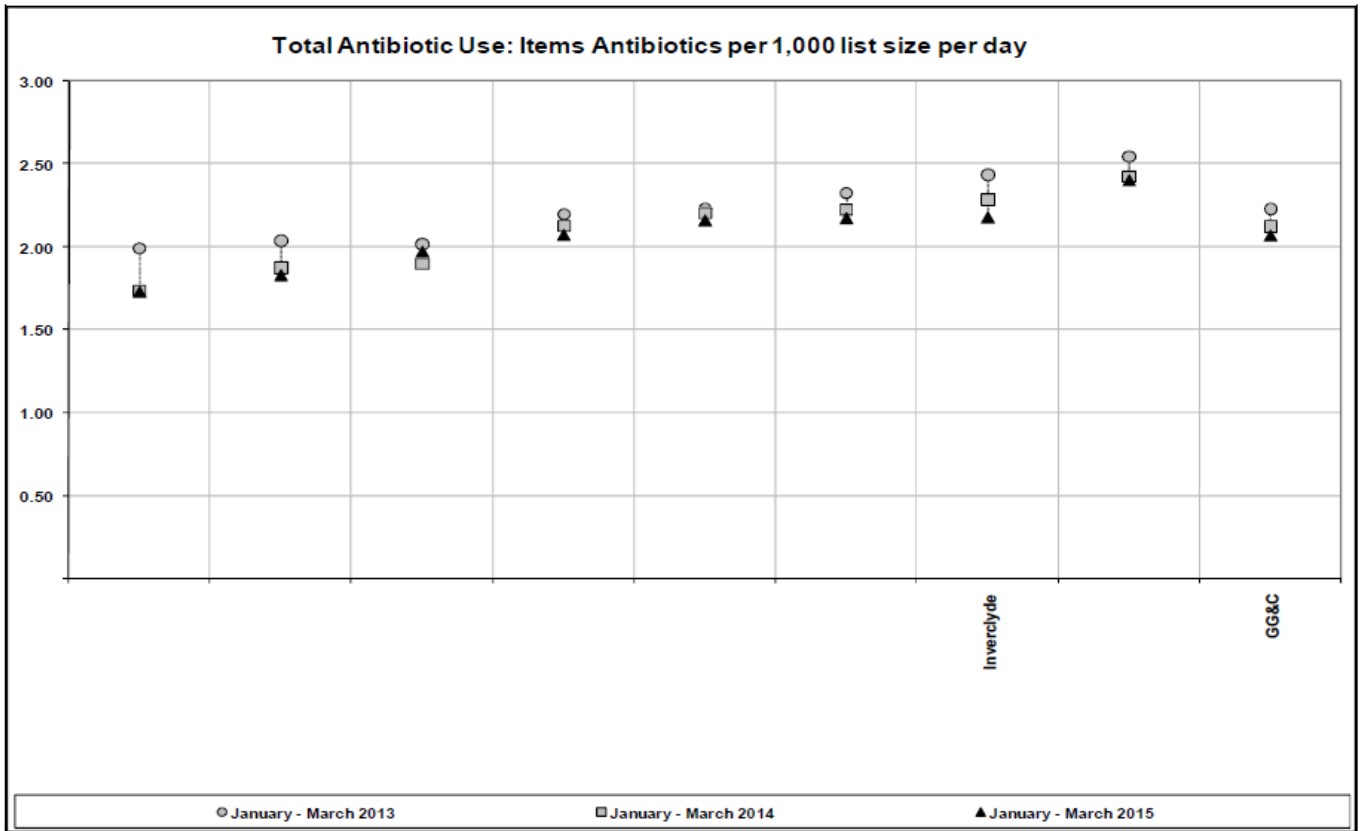 Total Antibiotic Use: Items Antibiotics per 1,000 list size per day
3.00
2.50
2.00
1.50
1.00
0.50
Inverclyde
GG&C
January - March 2013
January - March 2014
January - March 2015